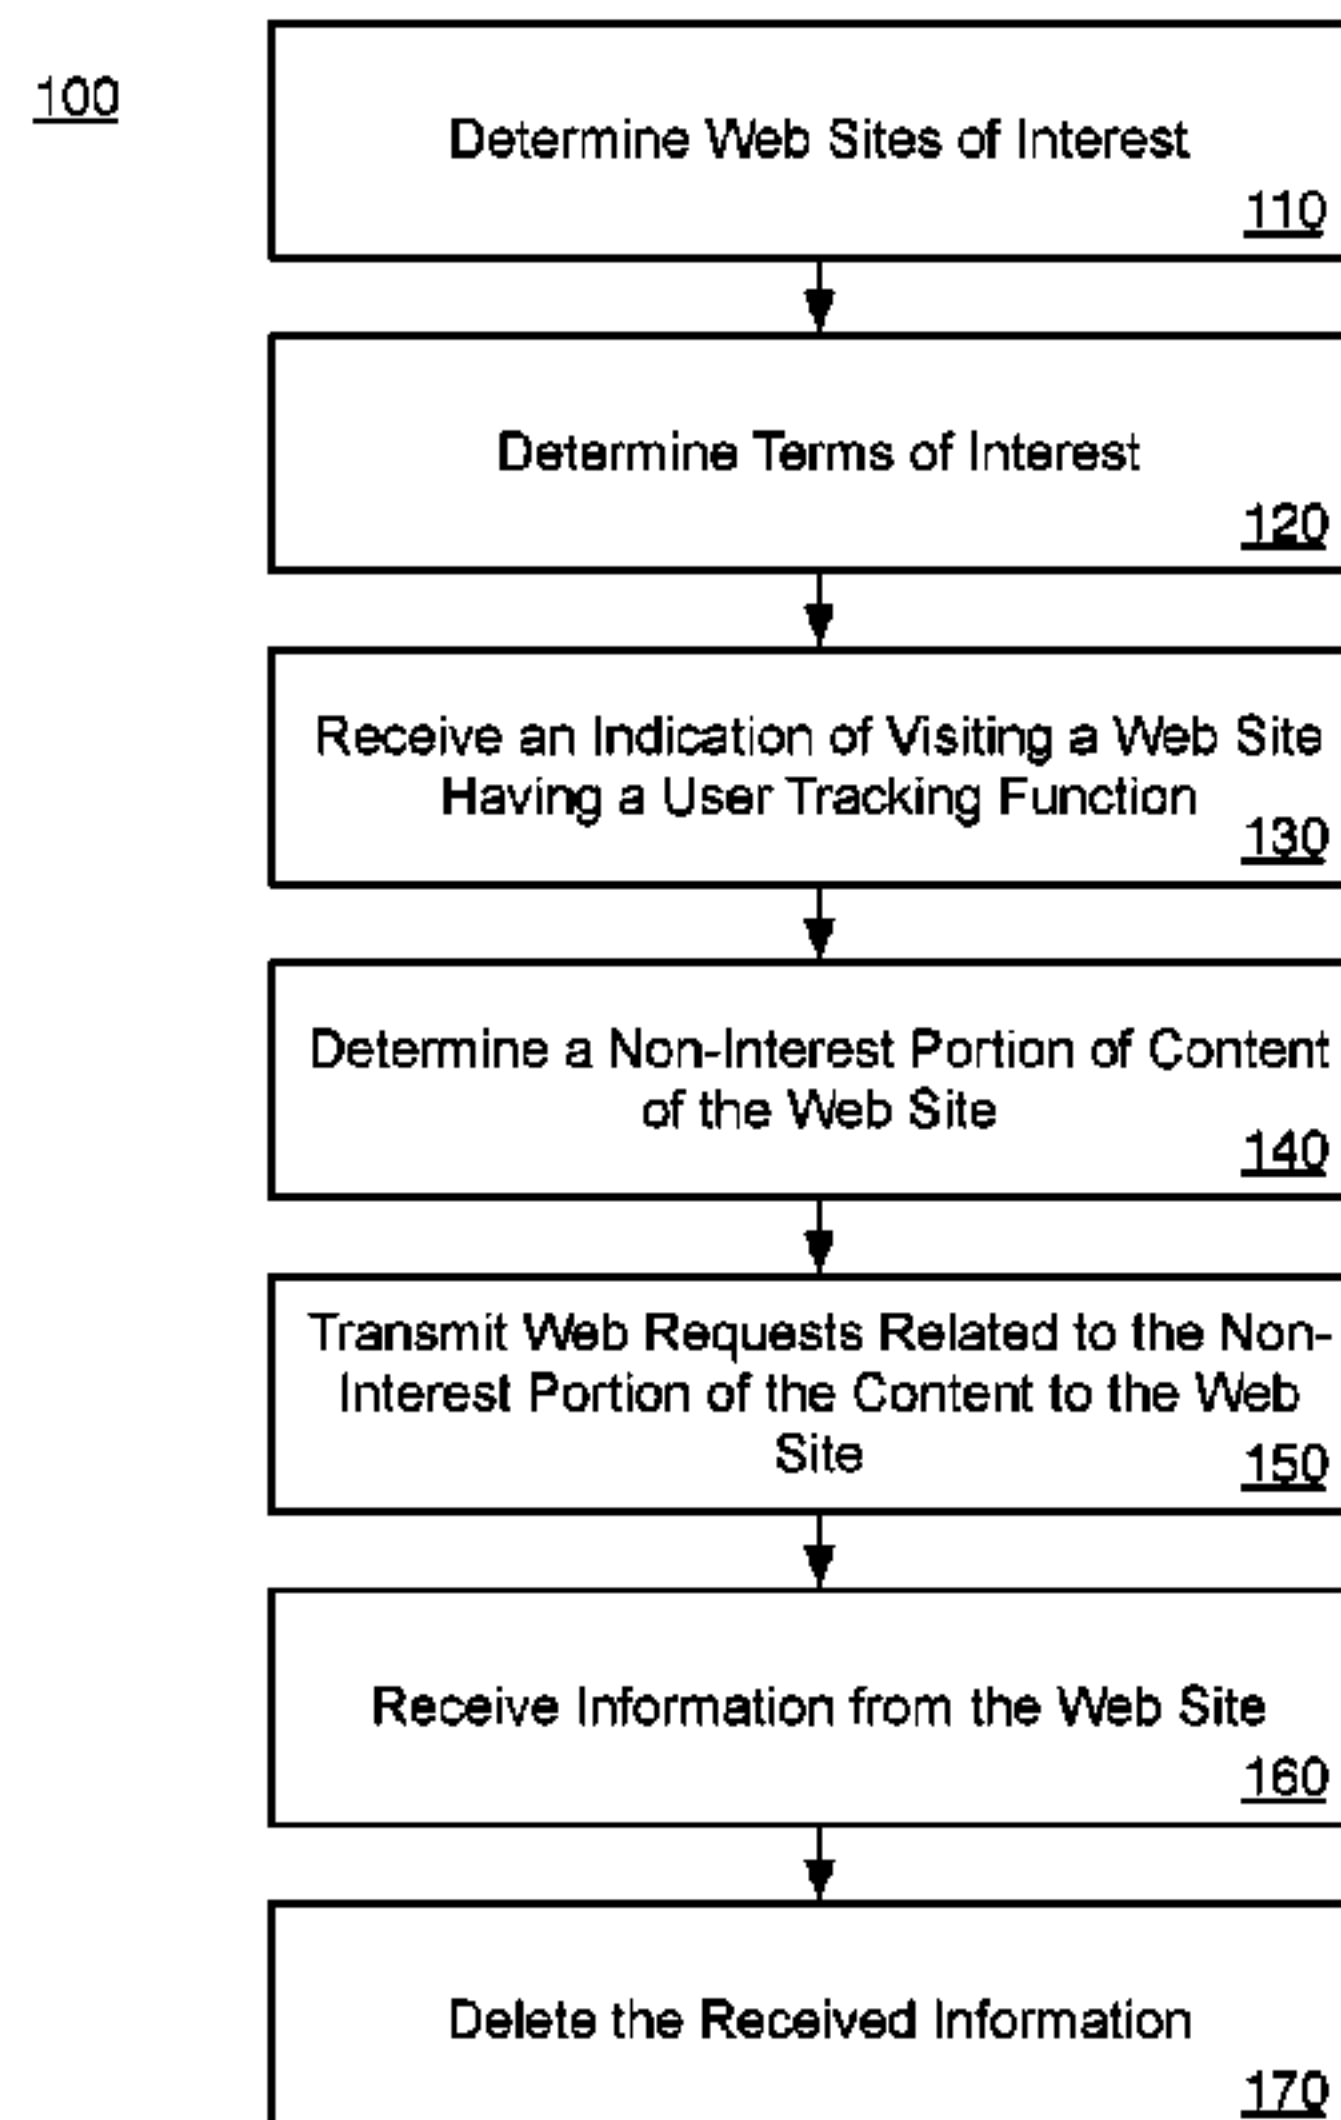 100
Determine Web Sites of Interest
110
Determine Terms of Interest
120
Receive an Indication of Visiting a Web Site
Having a User Tracking Function
130
Determine a Non-Interest Portion of Content
of the Web Site
140
Transmit Web Requests Related to the Non-
Interest Portion of the Content to the Web
Site
150
Receive Information from the Web Site
160
Delete the Received Information
170